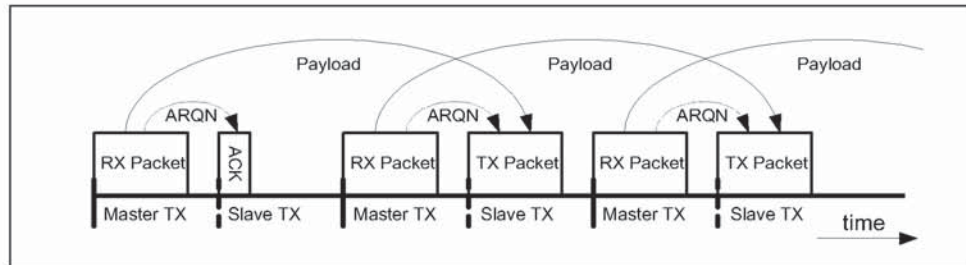 Payload Payload Payload
ARQN ARQN ARQN
RX Packet ACK RX Packet TX Packet RX Packet TX Packet
Master TX Slave TX Master TX Slave TX Master TX Slave TX
time